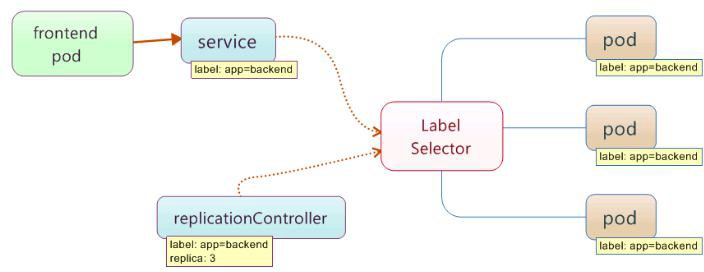 frontend
pod
service
label: app=backend
Label
Selector
pod
label: app=backend
pod
label: app=backend
pod
label: app=backend
replicationController
label: app=backend
replica: 3